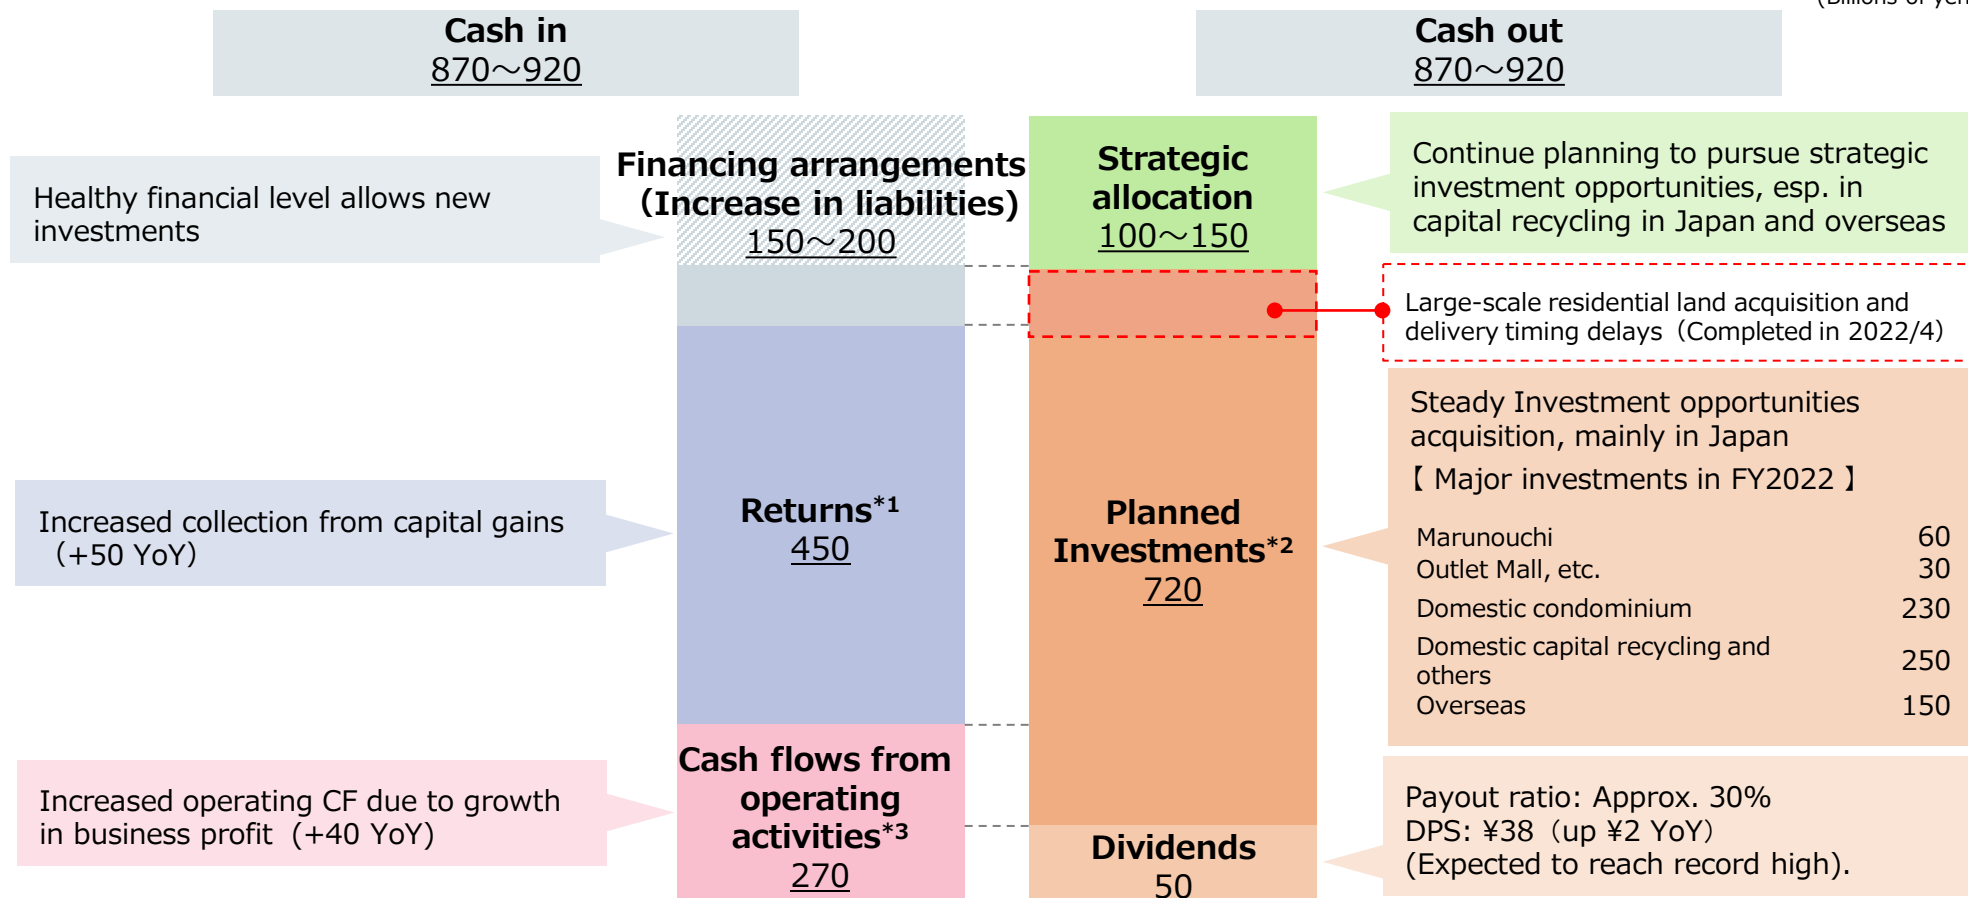 (Billions of yen
Cash in
870～920
Cash out
870～920
Healthy financial level allows new
investments
Financing arrangements
(Increase in liabilities)
150～200
Strategic
allocation
100～150
Continue planning to pursue strategic
investment opportunities, esp. in
capital recycling in Japan and overseas
Large-scale residential land acquisition and
delivery timing delays（Completed in 2022/4）
Increased collection from capital gains
（+50 YoY）
Returns*1
450
Planned
Investments*2
720
Steady Investment opportunities
acquisition, mainly in Japan
【 Major investments in FY2022 】
Marunouchi 60
Outlet Mall, etc. 30
Domestic condominium 230
Domestic capital recycling and
others 250
Overseas 150
Increased operating CF due to growth
in business profit（+40 YoY）
Cash flows from
operating
activities*3
270
Dividends
50
Payout ratio: Approx. 30%
DPS: ¥38（up ¥2 YoY）
(Expected to reach record high).